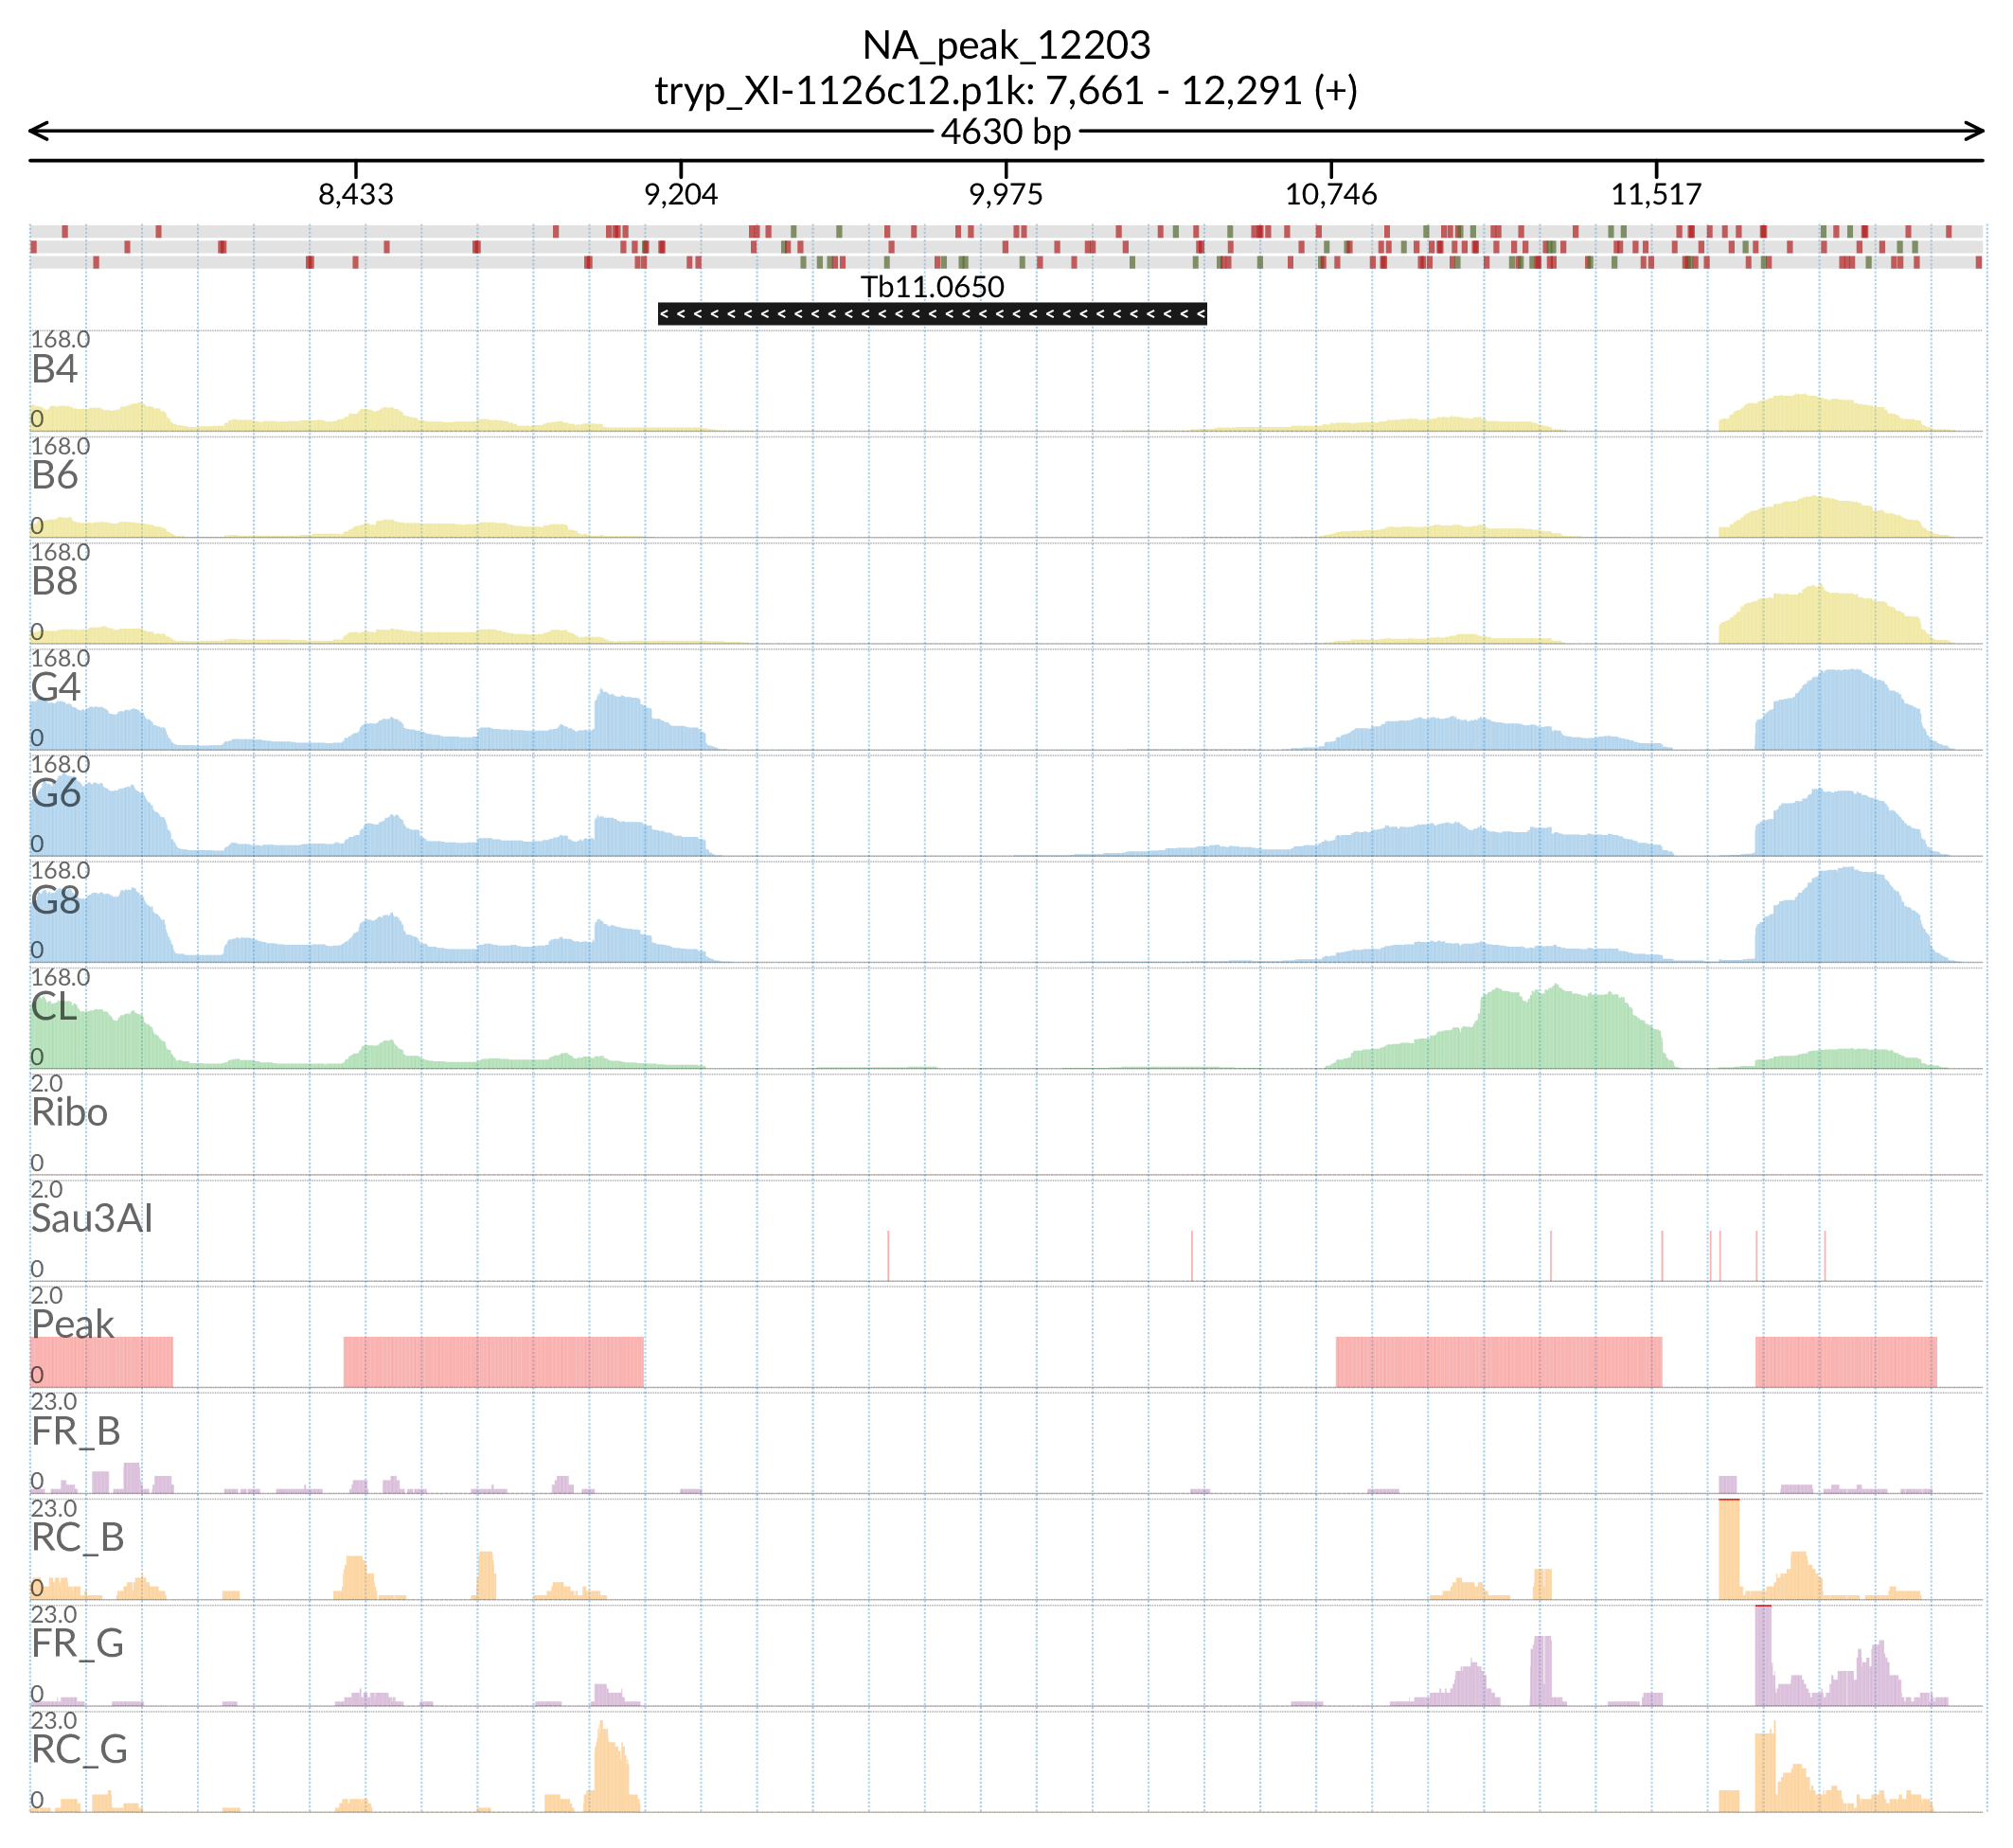 NA_peak_12203
tryp_XI-1126c12.p1k: 7,661 - 12,291 (+)
4630 bp
8,433 9,204 9,975 10,746 11,517
Tb11.0650
< < < < < < < < < < < < < < < < < < < < < < < < < < < < < < < < <
168.0
B4
0
168.0
B6
0
168.0
B8
0
168.0
G4
0
168.0
G6
0
168.0
G8
0
168.0
CL
0
2.0
Ribo
0
2.0
Sau3AI
0
2.0
Peak
0
23.0
FR_B
0
23.0
RC_B
0
23.0
FR_G
0
23.0
RC_G
0